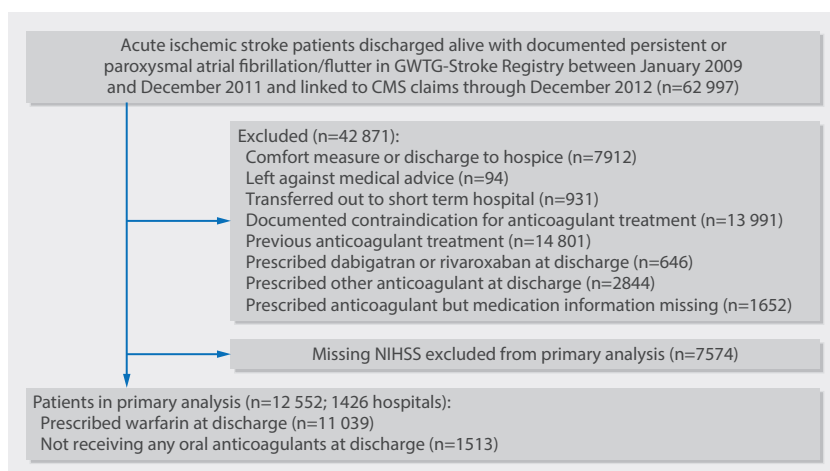 Acute ischemic stroke patients discharged alive with documented persistent or
paroxysmal atrial fibrillation/flutter in GWTG-Stroke Registry between January 2009
and December 2011 and linked to CMS claims through December 2012 (n=62 997)
Excluded (n=42 871):
Comfort measure or discharge to hospice (n=7912)
Left against medical advice (n=94)
Transferred out to short term hospital (n=931)
Documented contraindication for anticoagulant treatment (n=13 991)
Previous anticoagulant treatment (n=14 801)
Prescribed dabigatran or rivaroxaban at discharge (n=646)
Prescribed other anticoagulant at discharge (n=2844)
Prescribed anticoagulant but medication information missing (n=1652)
Missing NIHSS excluded from primary analysis (n=7574)
Patients in primary analysis (n=12 552; 1426 hospitals):
Prescribed warfarin at discharge (n=11 039)
Not receiving any oral anticoagulants at discharge (n=1513)